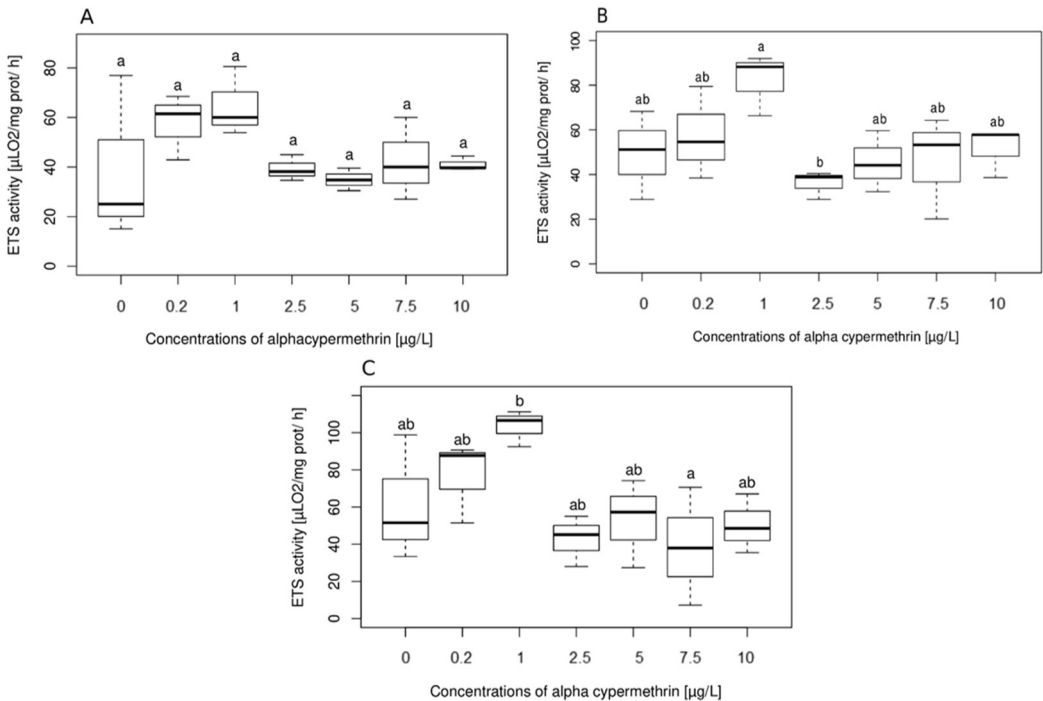 A
ETS activity [µLO2/mg prot/ h]
80
60
40
20
0
a a a a a a a
0 0.2 1 2.5 5 7.5 10
Concentrations of alphacypermethrin [µg/L]
B
ETS activity [µLO2/mg prot/ h]
100
80
60
40
20
0
ab ab a b ab ab ab
0 0.2 1 2.5 5 7.5 10
Concentrations of alpha cypermethrin [µg/L]
C
ETS activity [µLO2/mg prot/ h]
100
80
60
40
20
0
ab ab b ab ab a ab
0 0.2 1 2.5 5 7.5 10
Concentrations of alpha cypermethrin [µg/L]